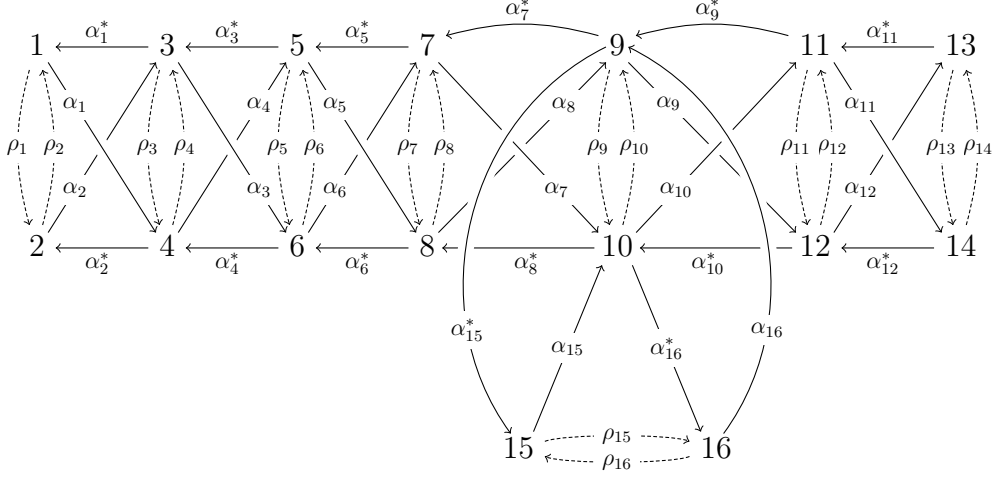 α₇* α₉*
1 α₁* 3 α₃* 5 α₅* 7 9 11 α₁₁* 13
α₁ α₄ α₅ α₈ α₉ α₁₁
ρ₁ ρ₂ ρ₃ ρ₄ ρ₅ ρ₆ ρ₇ ρ₈ ρ₉ ρ₁₀ ρ₁₁ ρ₁₂ ρ₁₃ ρ₁₄
α₂ α₃ α₆ α₇ α₁₀ α₁₂
2 α₂* 4 α₄* 6 α₆* 8 α₈* 10 α₁₀* 12 α₁₂* 14
α₁₅* α₁₅ α₁₆* α₁₆
15 ρ₁₅ 16
ρ₁₆